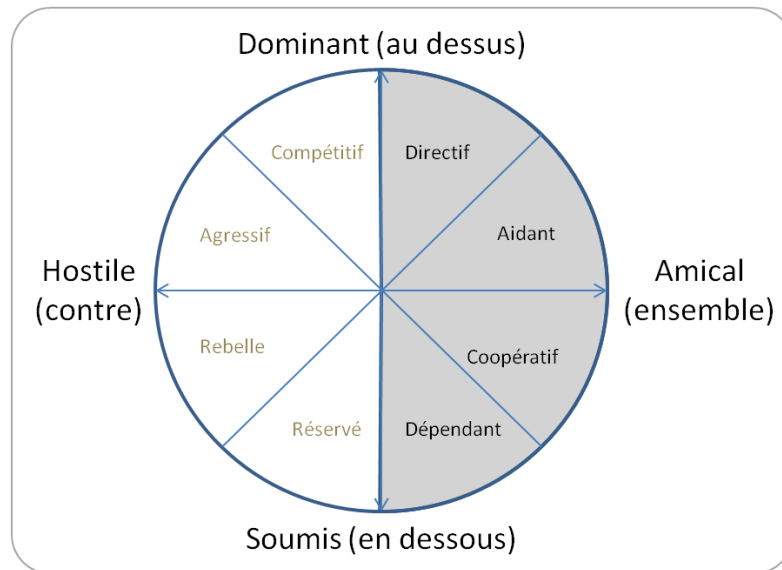 Dominant (au dessus)
Compétitif
Directif
Agressif
Aidant
Hostile
(contre)
Amical
(ensemble)
Rebelle
Coopératif
Réservé
Dépendant
Soumis (en dessous)